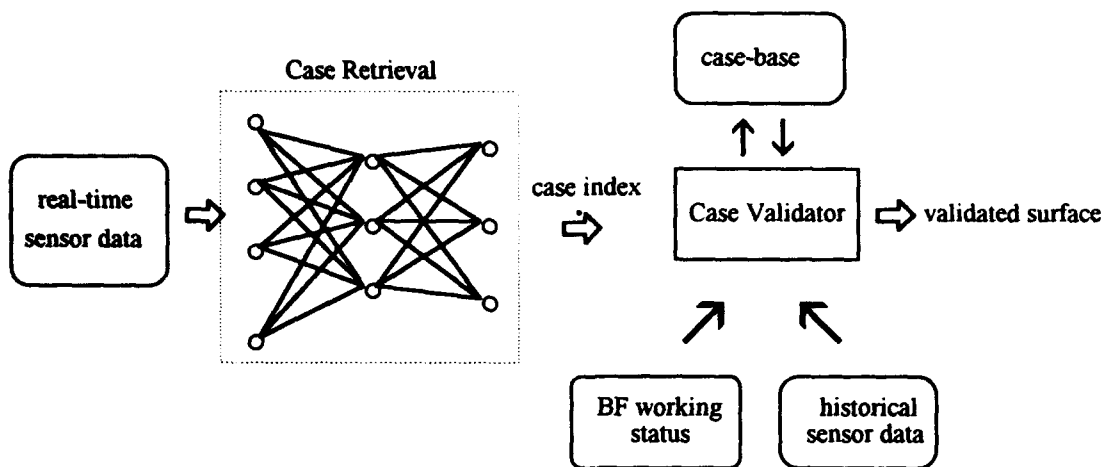 case-base
Case Retrieval
real-time
sensor data
case index
Case Validator
validated surface
BF working
status
historical
sensor data